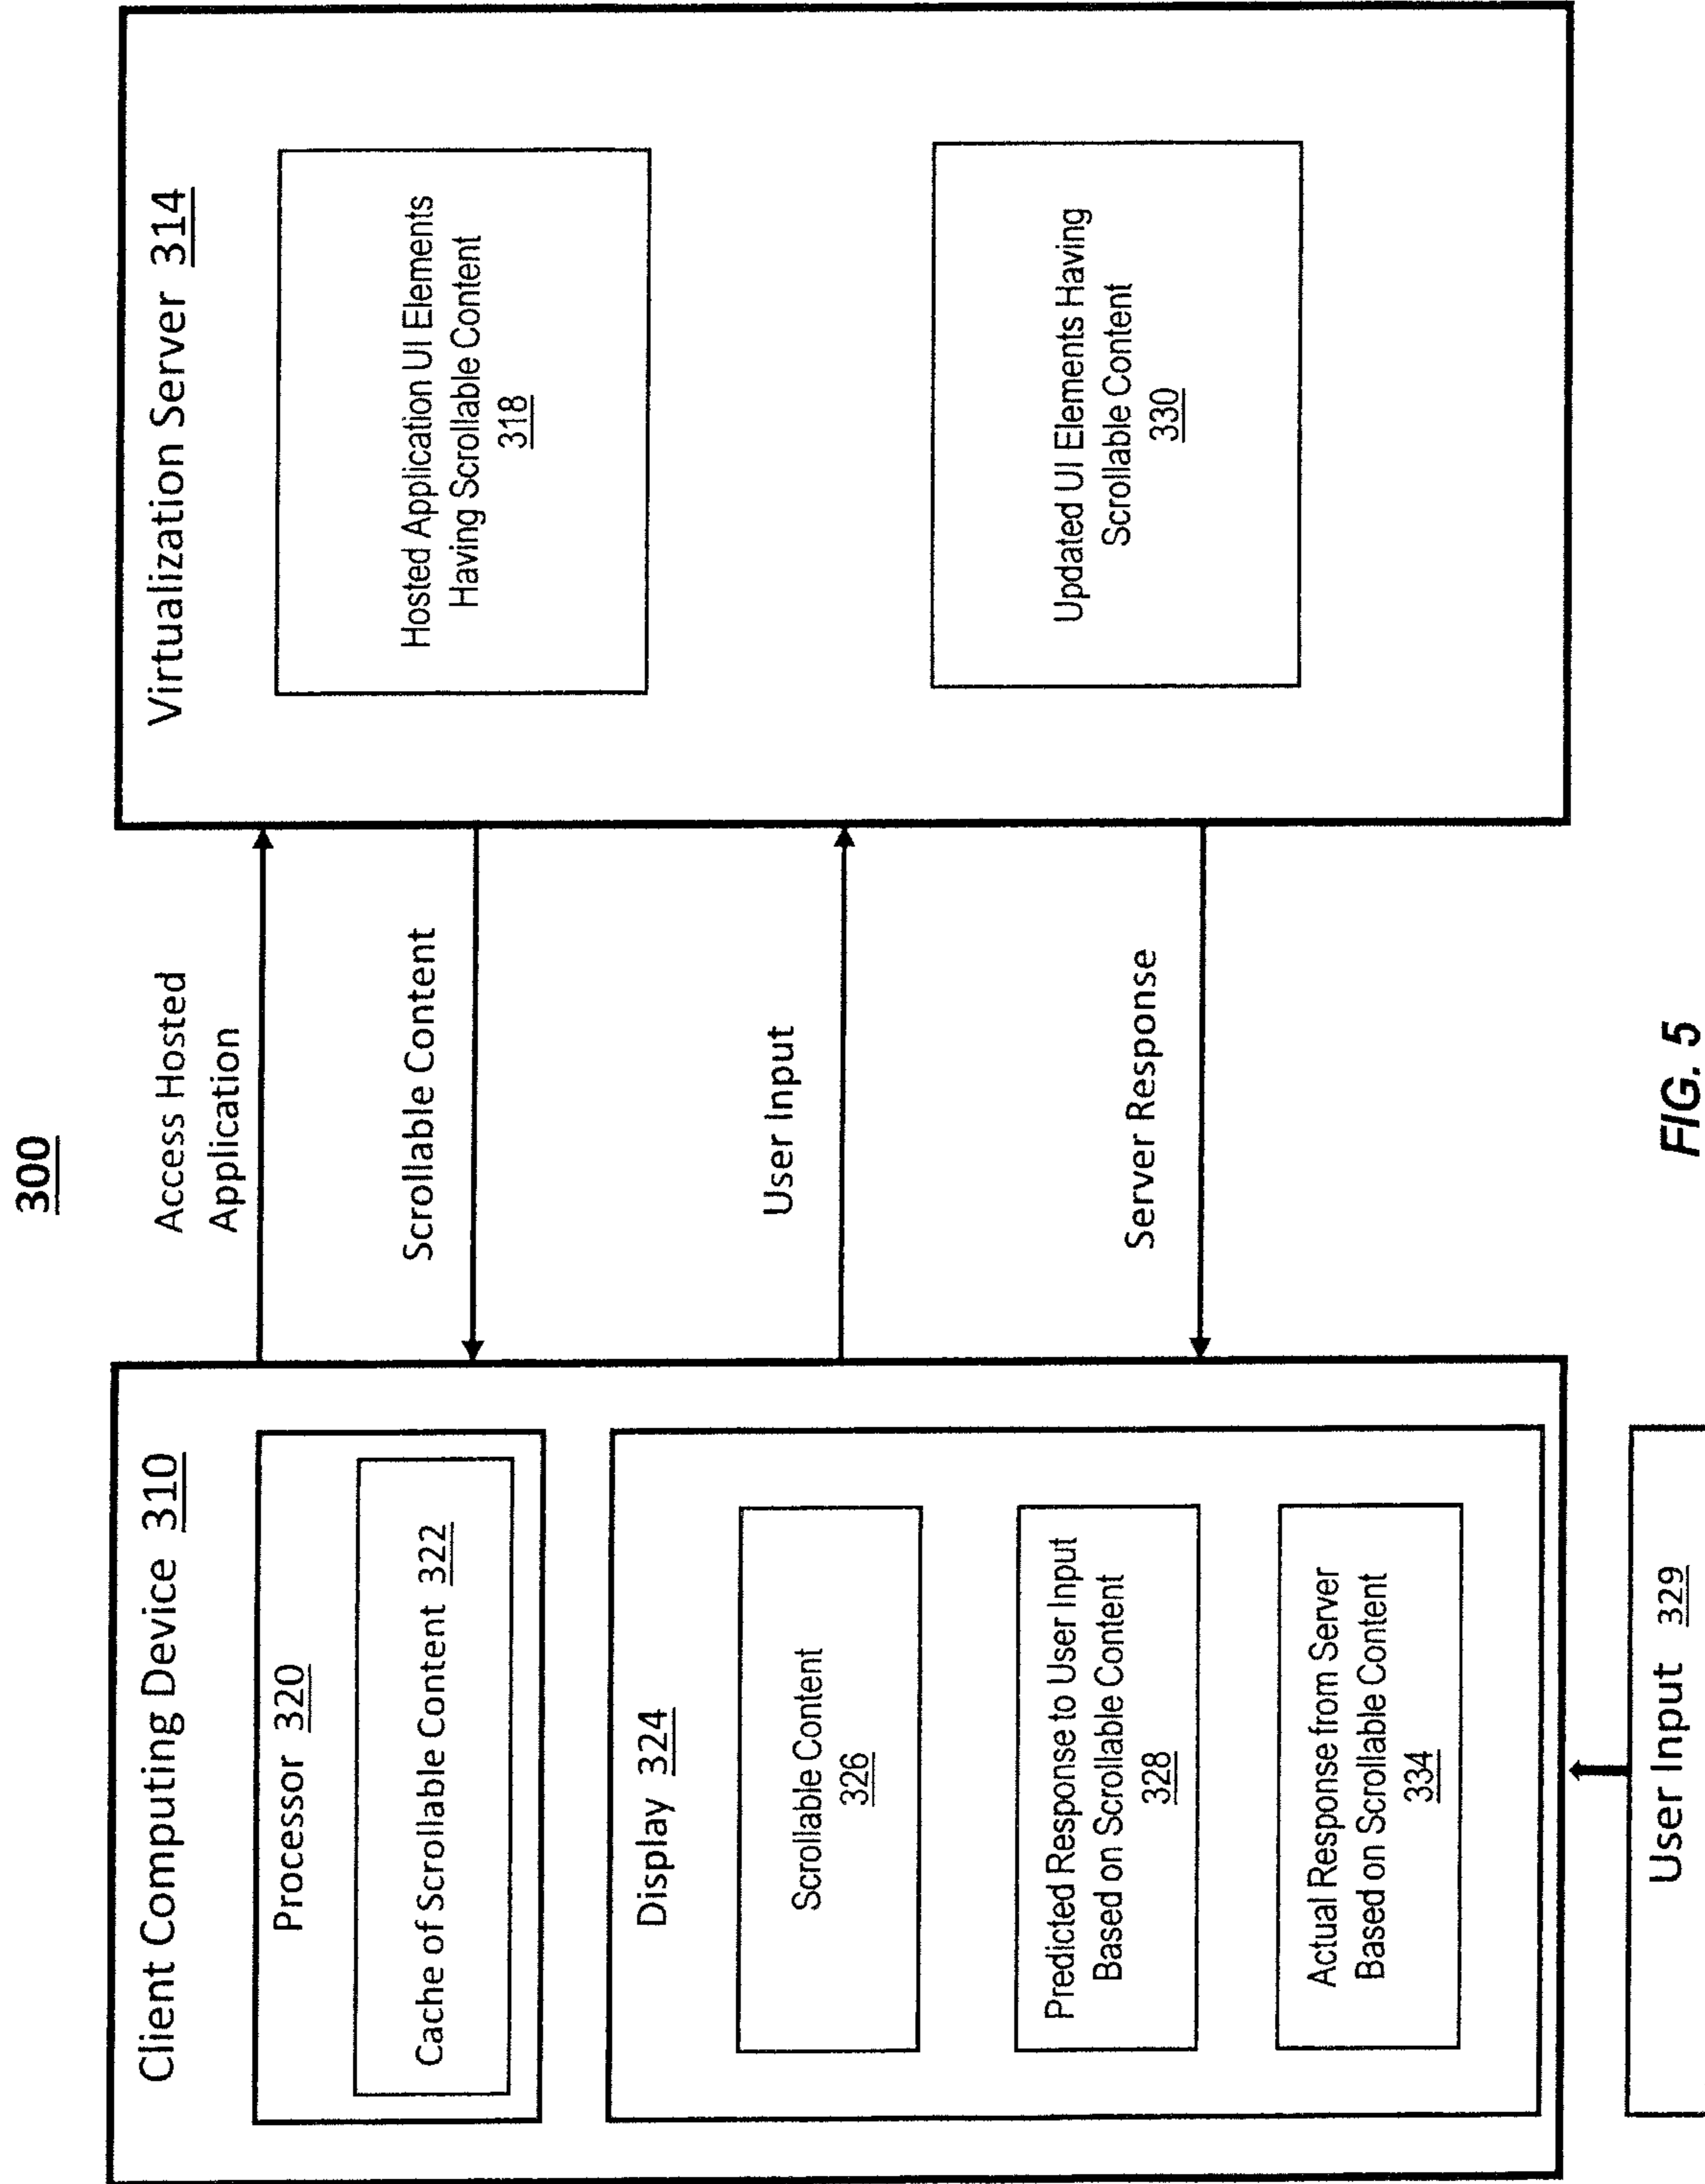 300
Client Computing Device 310
Processor 320
Cache of Scrollable Content 322
Display 324
Scrollable Content
326
Predicted Response to User Input
Based on Scrollable Content
328
Actual Response from Server
Based on Scrollable Content
334
User Input 329
Access Hosted
Application
Scrollable Content
User Input
Server Response
Virtualization Server 314
Hosted Application UI Elements
Having Scrollable Content
318
Updated UI Elements Having
Scrollable Content
330
FIG. 5